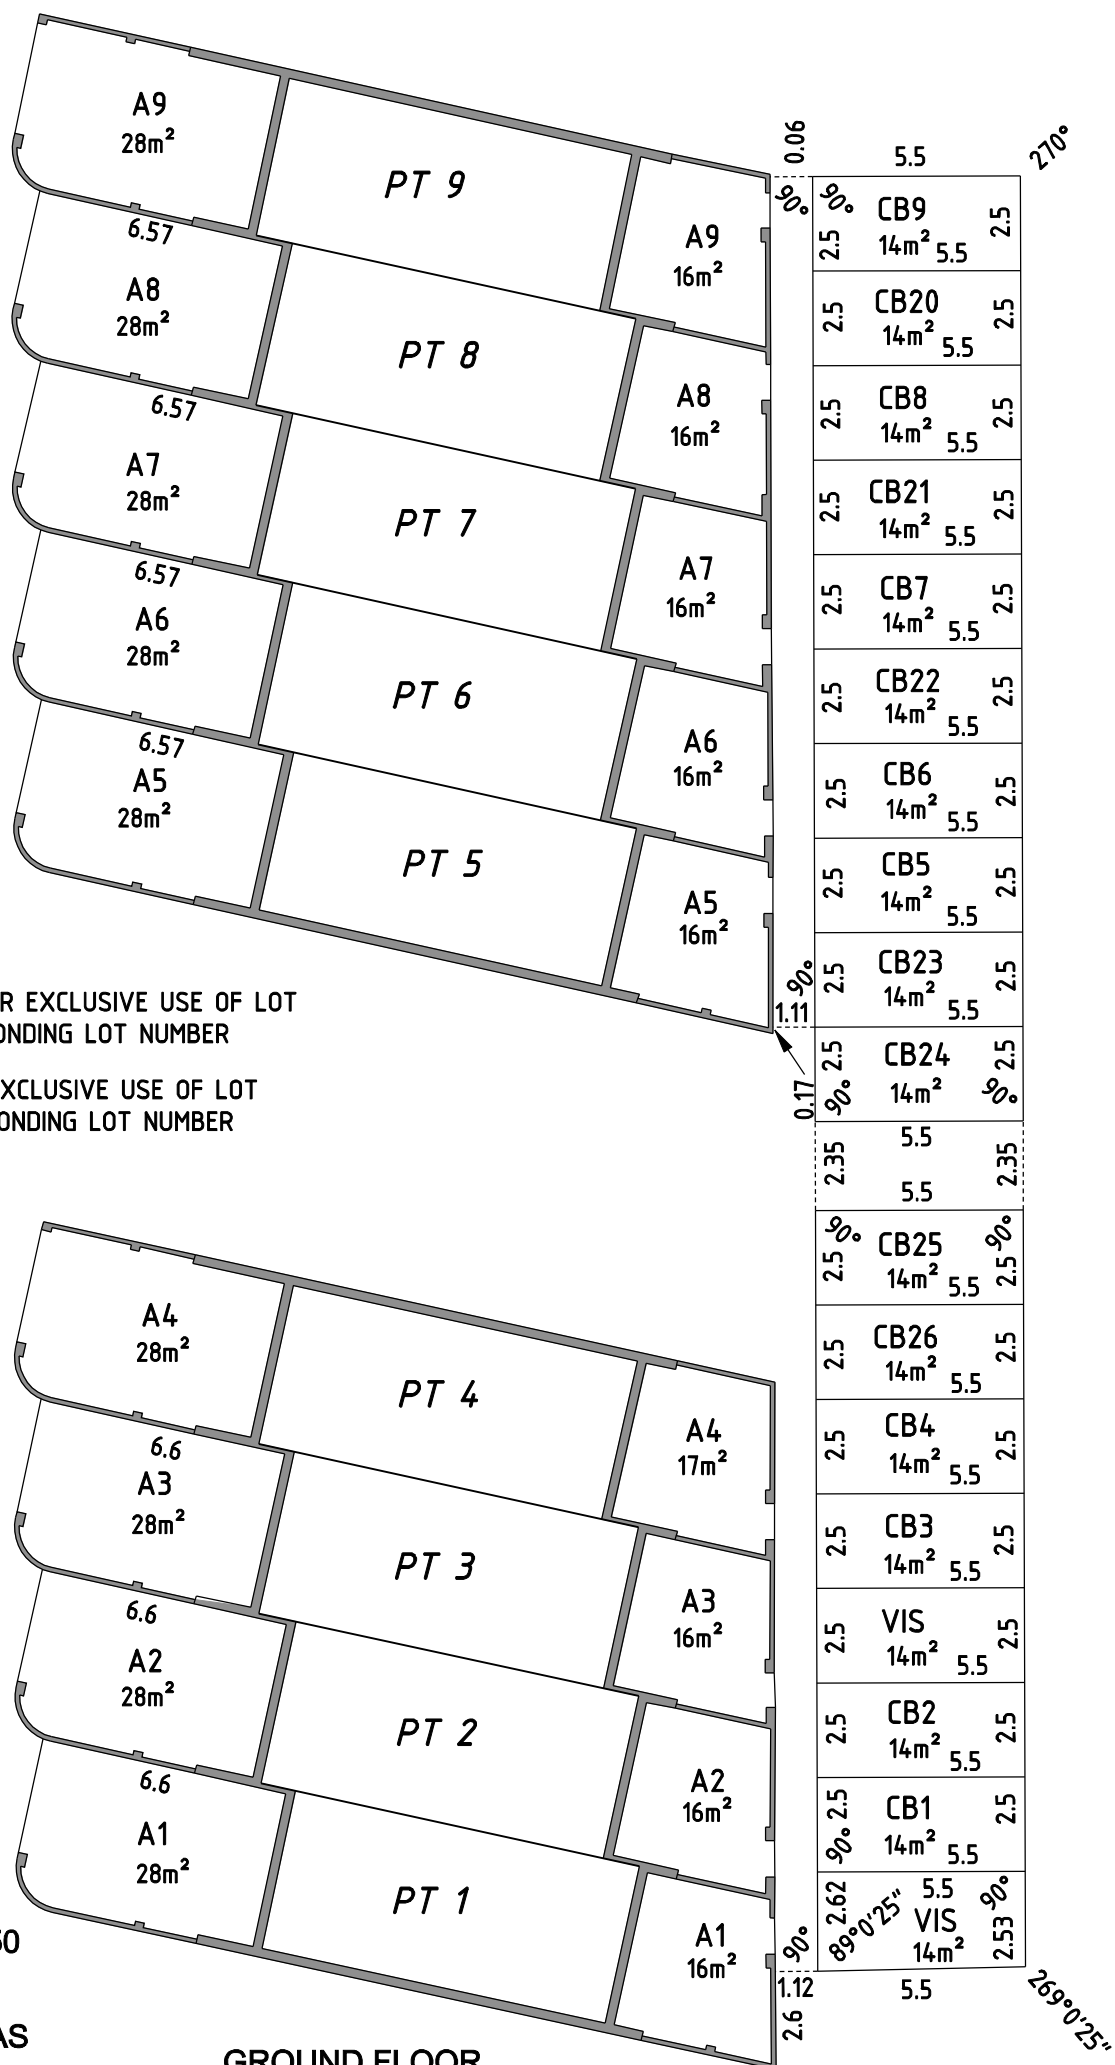 A9
28m²
PT 9
A9
16m²
0.06
5.5
270°
90°
90°
CB9
2.5
14m²
5.5
2.5
6.57
A8
28m²
PT 8
A8
16m²
CB20
2.5
14m²
5.5
2.5
CB8
2.5
14m²
5.5
2.5
6.57
A7
28m²
PT 7
A7
16m²
CB21
2.5
14m²
5.5
2.5
CB7
2.5
14m²
5.5
2.5
6.57
A6
28m²
PT 6
A6
16m²
CB22
2.5
14m²
5.5
2.5
CB6
2.5
14m²
5.5
2.5
6.57
A5
28m²
PT 5
A5
16m²
CB5
2.5
14m²
5.5
2.5
CB23
2.5
14m²
5.5
2.5
90°
1.11
0.17
R EXCLUSIVE USE OF LOT
ONDING LOT NUMBER
XCLUSIVE USE OF LOT
ONDING LOT NUMBER
CB24
2.5
14m²
2.5
90°
90°
5.5
2.35
2.35
5.5
90°
90°
CB25
2.5
14m²
5.5
2.5
A4
28m²
PT 4
A4
17m²
CB26
2.5
14m²
5.5
2.5
CB4
2.5
14m²
5.5
2.5
6.6
A3
28m²
PT 3
A3
16m²
CB3
2.5
14m²
5.5
2.5
VIS
2.5
14m²
5.5
2.5
6.6
A2
28m²
PT 2
A2
16m²
CB2
2.5
14m²
5.5
2.5
CB1
2.5
14m²
5.5
2.5
90°
6.6
A1
28m²
PT 1
A1
16m²
90°
2.62
5.5
90°
89°0'25"
VIS
14m²
2.53
1.12
5.5
269°0'25"
2.6
50
AS
GROUND FLOOR